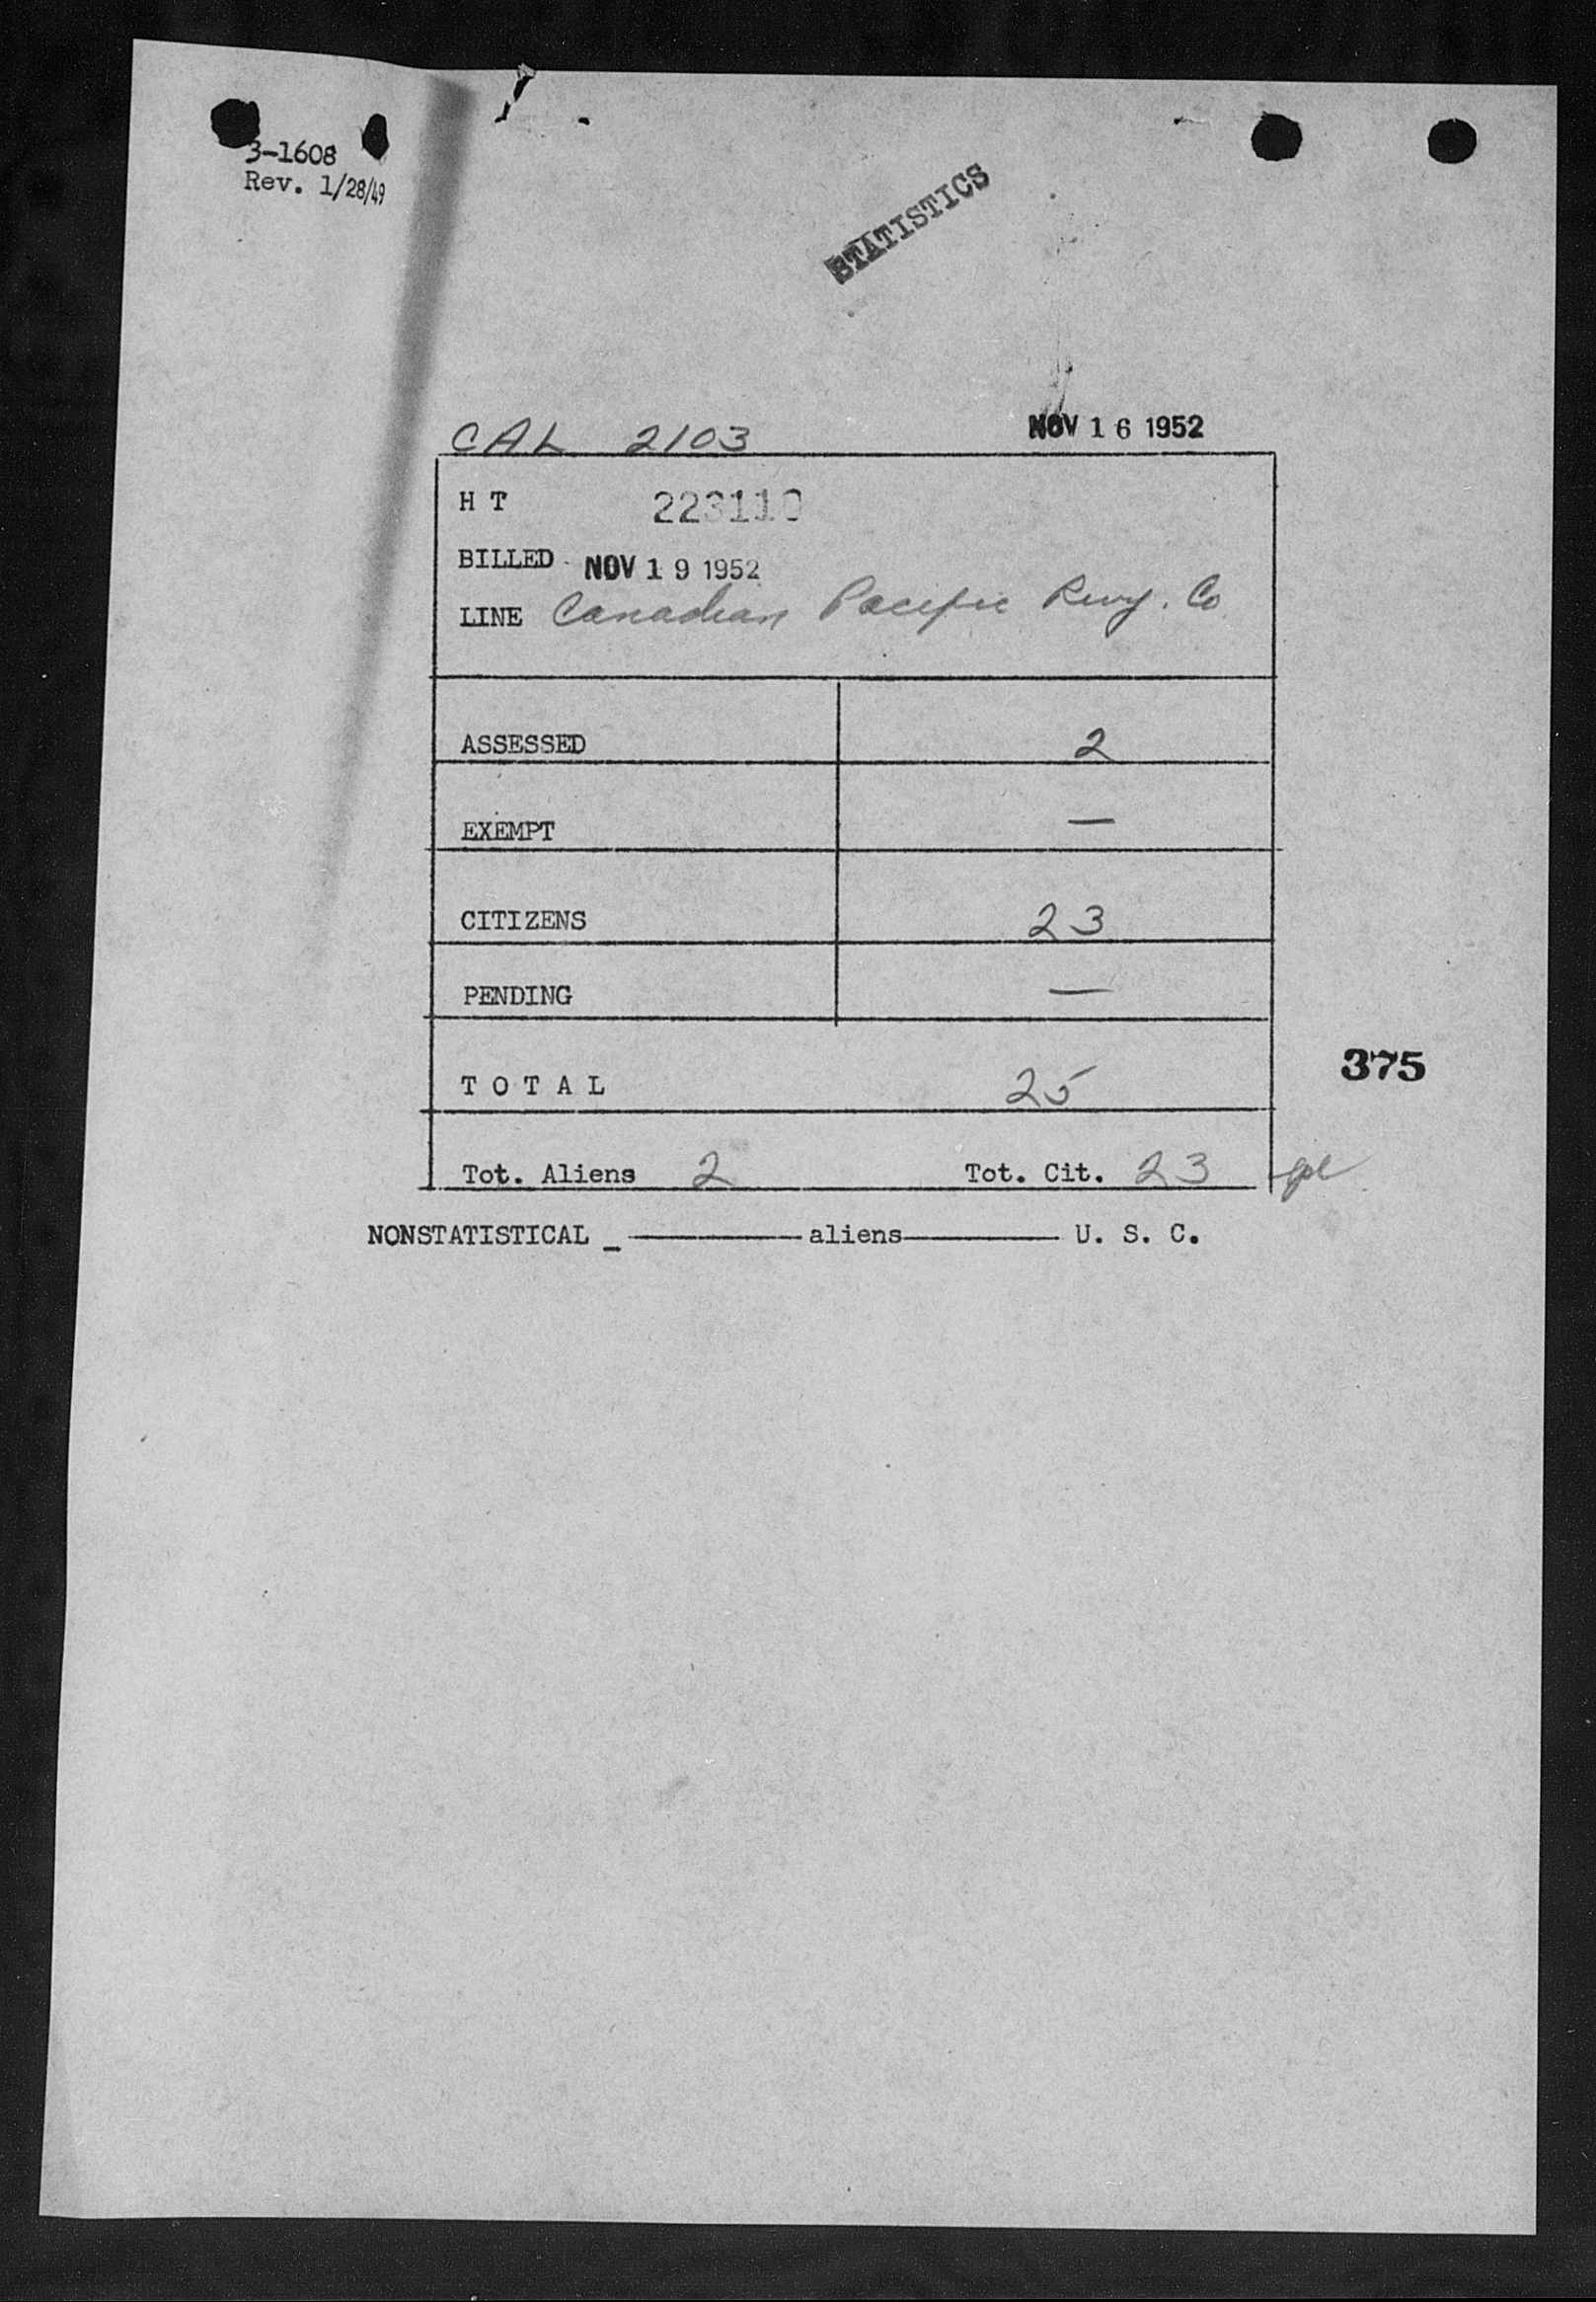 3-1608
Rev. 1/28/49
STATISTICS
CAL 2103 NOV 16 1952
H T 223110
BILLED NOV 19 1952
LINE Canadian Pacific Rwy. Co
ASSESSED 2
EXEMPT —
CITIZENS 23
PENDING —
375
T O T A L 25
Tot. Aliens 2 Tot. Cit. 23
NONSTATISTICAL _ ———— aliens ———— U. S. C.